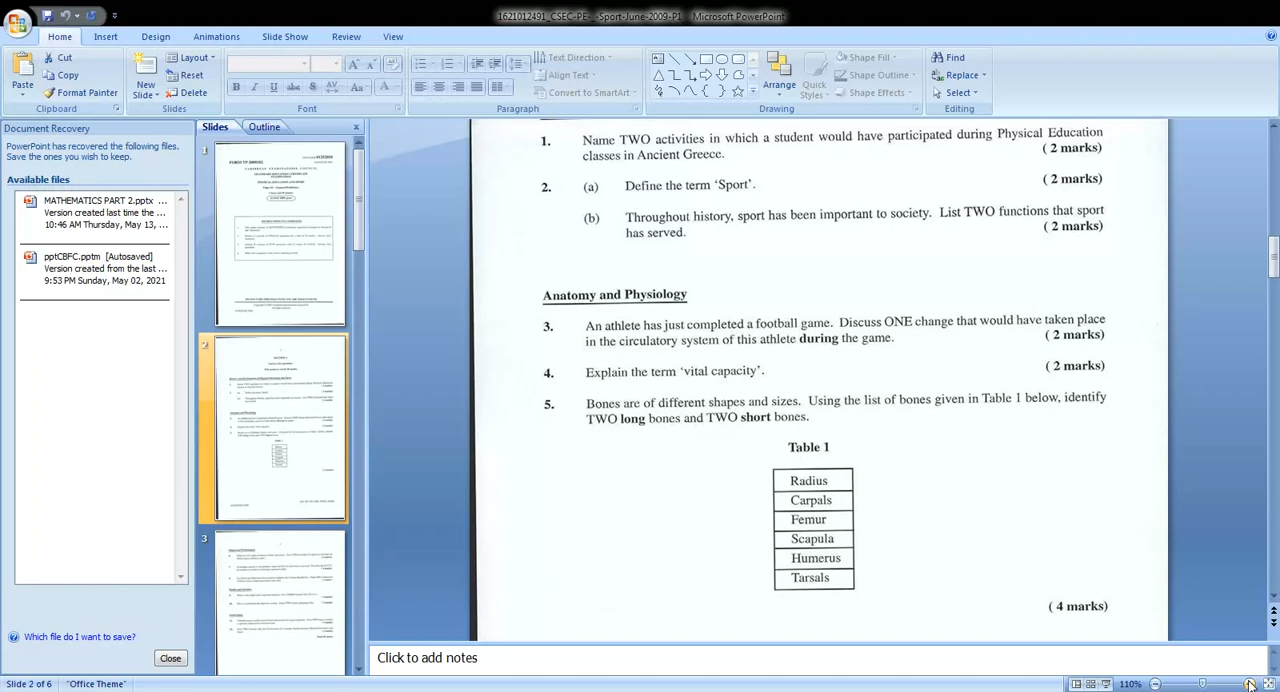 1621012491_CSEC-PE-_-Sport-June-2009-P1 - Microsoft PowerPoint
Home Insert Design Animations Slide Show Review View
Paste Cut Copy Format Painter Clipboard
New Slide Layout Reset Delete Slides
Font
Text Direction Align Text Convert to SmartArt Paragraph
Arrange Quick Styles Shape Fill Shape Outline Shape Effects Drawing
Find Replace Select Editing
Document Recovery
PowerPoint has recovered the following files.
Save the ones you wish to keep.
MATHEMATICS PART 2.pptx ...
Version created last time the ...
10:46 AM Thursday, May 13, ...
pptCBFC.pptm [Autosaved]
Version created from the last ...
9:53 PM Sunday, May 02, 2021
Which file do I want to save?
Close
Slides Outline
1
2
3
1. Name TWO activities in which a student would have participated during Physical Education
classes in Ancient Greece. ( 2 marks)
2. (a) Define the term 'sport'. ( 2 marks)
(b) Throughout history, sport has been important to society. List TWO functions that sport
has served. ( 2 marks)
Anatomy and Physiology
3. An athlete has just completed a football game. Discuss ONE change that would have taken place
in the circulatory system of this athlete during the game. ( 2 marks)
4. Explain the term 'vital capacity'. ( 2 marks)
5. Bones are of different shapes and sizes. Using the list of bones given in Table 1 below, identify
TWO long bones and TWO short bones.
Table 1
Radius
Carpals
Femur
Scapula
Humerus
Tarsals
( 4 marks)
Click to add notes
Slide 2 of 6 "Office Theme" 110%